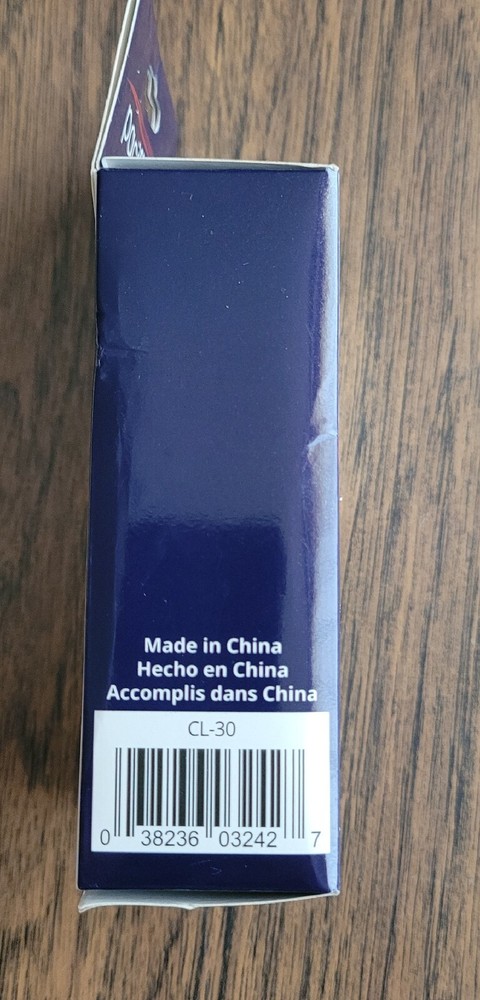 Made in China
Hecho en China
Accomplis dans China
CL-30
0 38236 03242 7